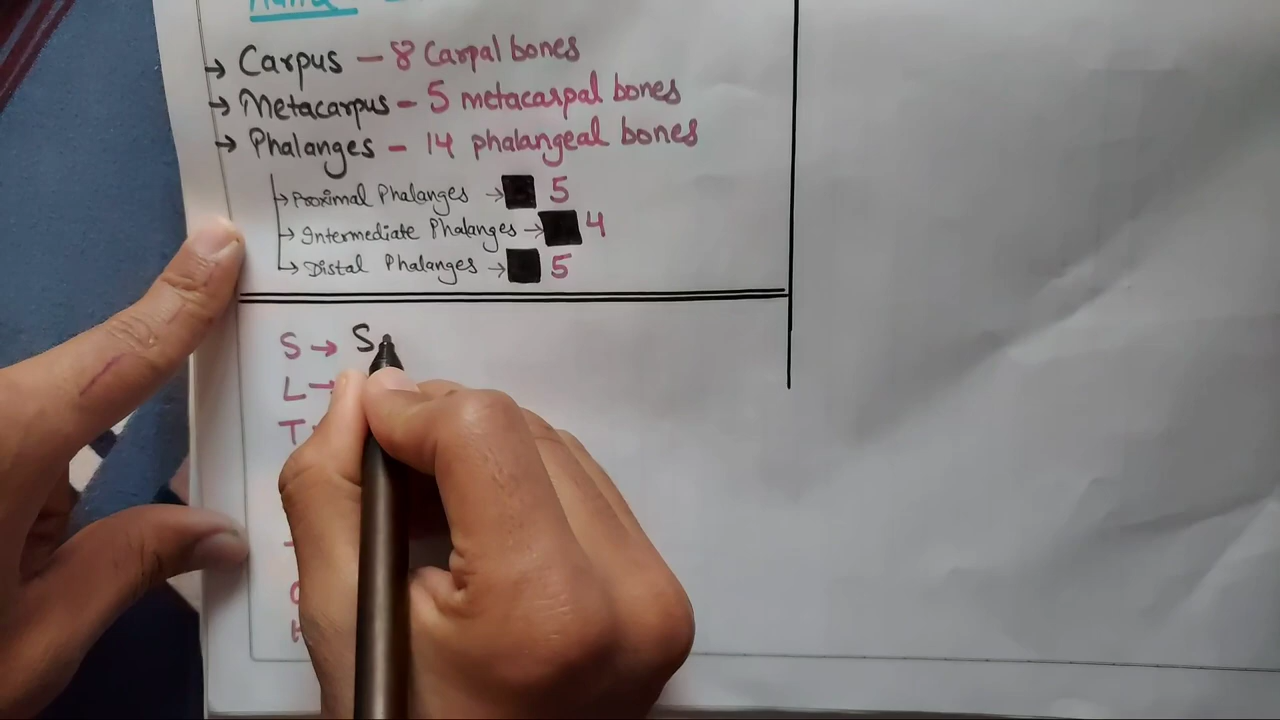 → Carpus – 8 Carpal bones
→ Metacarpus – 5 metacarpal bones
→ Phalanges – 14 phalangeal bones
→ Proximal Phalanges → 5
→ Intermediate Phalanges → 4
→ Distal Phalanges → 5
S → S
L →
T